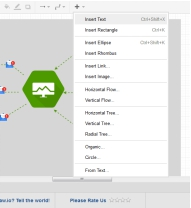 Insert Text Ctrl+Shift+X
Insert Rectangle Ctrl+K
Insert Ellipse Ctrl+Shift+K
Insert Rhombus
Insert Link...
Insert Image...
Horizontal Flow...
Vertical Flow...
Horizontal Tree...
Vertical Tree...
Radial Tree...
Organic...
Circle...
From Text...
Tell the world!
Please Rate Us